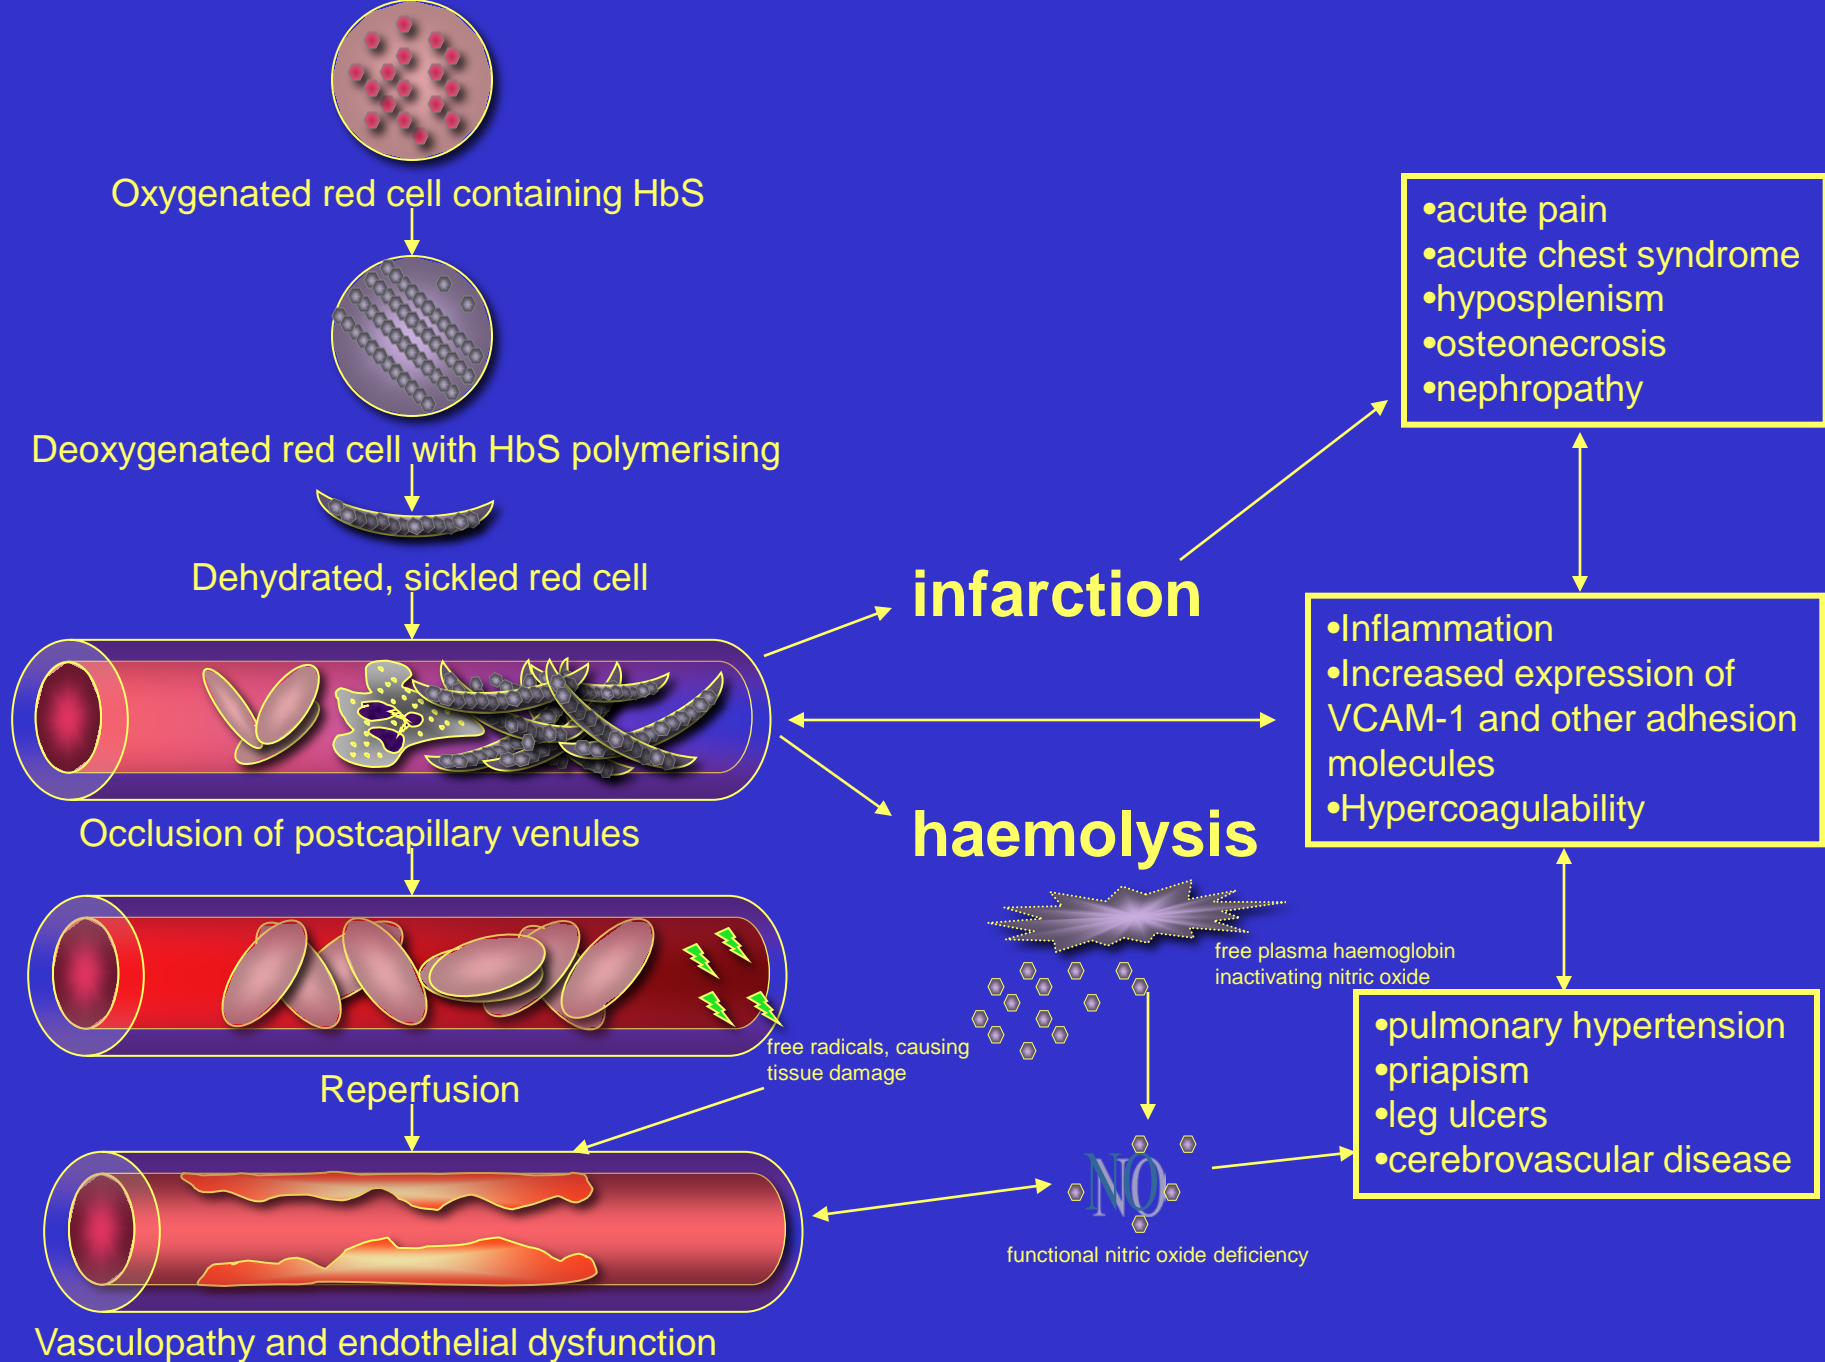 Oxygenated red cell containing HbS
Deoxygenated red cell with HbS polymerising
Dehydrated, sickled red cell
Occlusion of postcapillary venules
Reperfusion
free radicals, causing
tissue damage
Vasculopathy and endothelial dysfunction
infarction
haemolysis
free plasma haemoglobin
inactivating nitric oxide
NO
functional nitric oxide deficiency
•acute pain
•acute chest syndrome
•hyposplenism
•osteonecrosis
•nephropathy
•Inflammation
•Increased expression of
VCAM-1 and other adhesion
molecules
•Hypercoagulability
•pulmonary hypertension
•priapism
•leg ulcers
•cerebrovascular disease